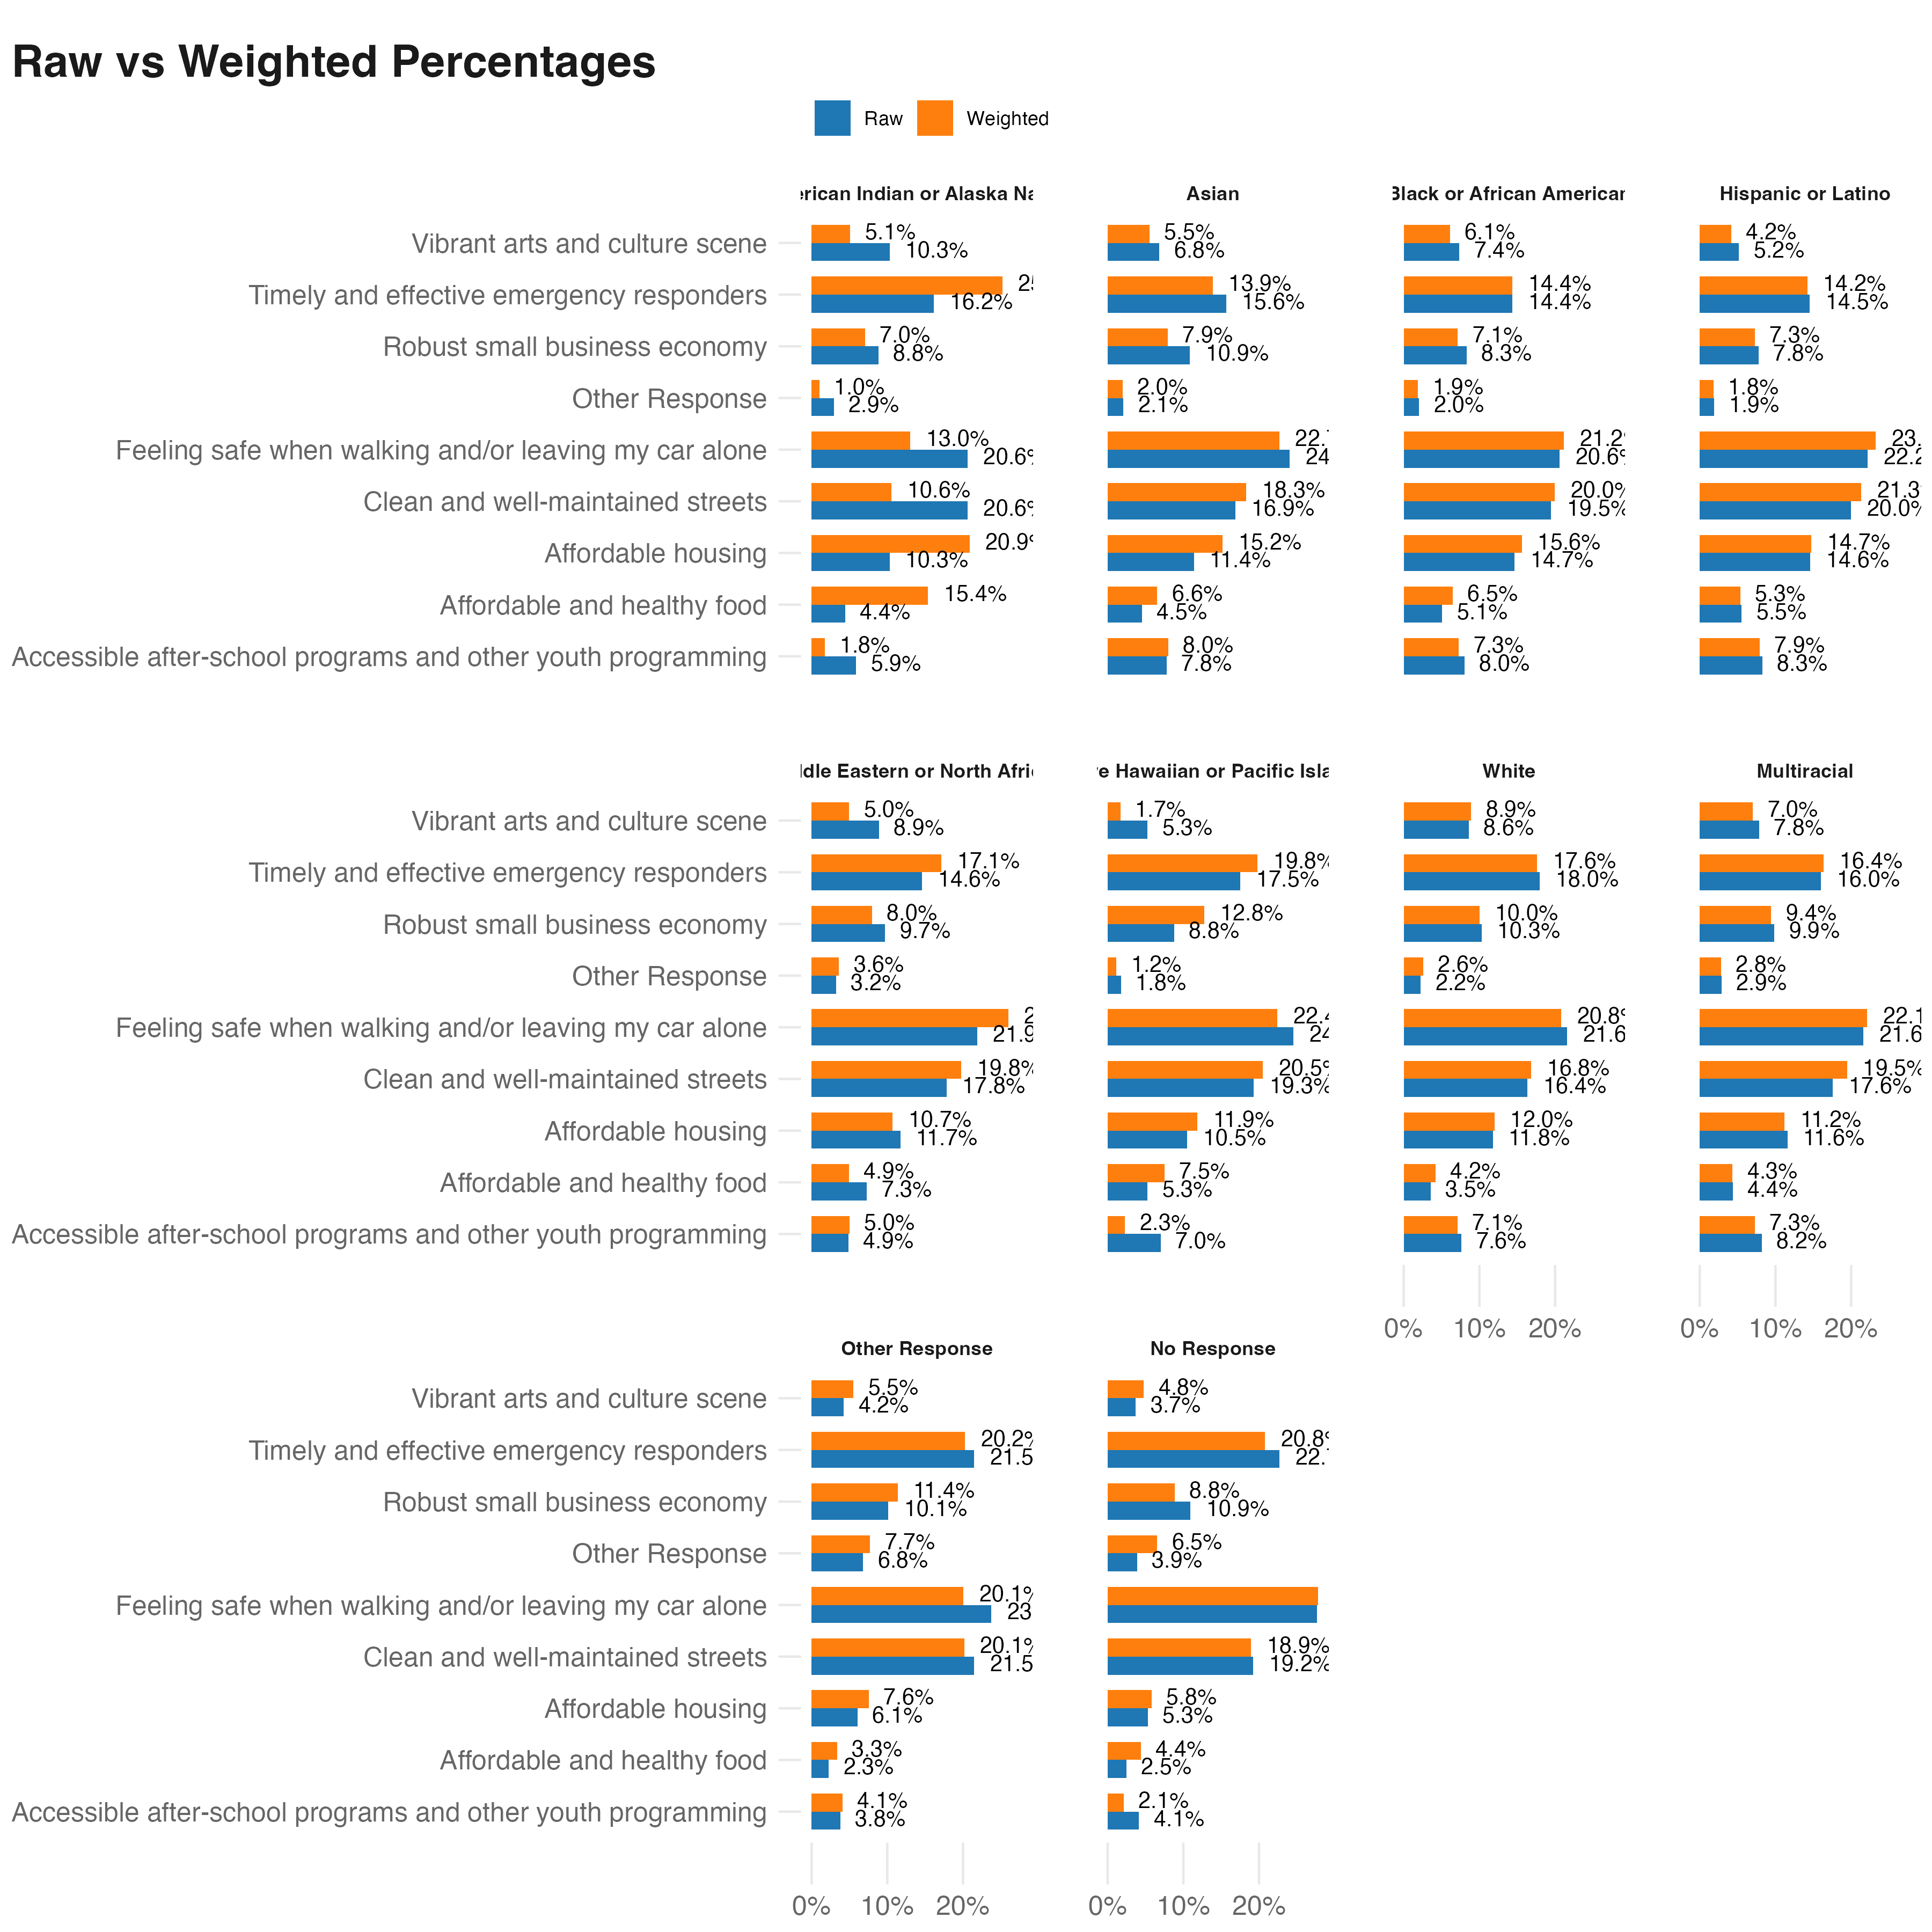 Raw vs Weighted Percentages
Raw Weighted
erican Indian or Alaska Na Asian Black or African American Hispanic or Latino
Vibrant arts and culture scene 5.1% 10.3% 5.5% 6.8% 6.1% 7.4% 4.2% 5.2%
Timely and effective emergency responders 16.2% 13.9% 15.6% 14.4% 14.4% 14.2% 14.5%
Robust small business economy 7.0% 8.8% 7.9% 10.9% 7.1% 8.3% 7.3% 7.8%
Other Response 1.0% 2.9% 2.0% 2.1% 1.9% 2.0% 1.8% 1.9%
Feeling safe when walking and/or leaving my car alone 13.0% 20.6% 22. 24 21.2% 20.6% 23. 22.2
Clean and well-maintained streets 10.6% 20.6% 18.3% 16.9% 20.0% 19.5% 21.3 20.0%
Affordable housing 20.9% 10.3% 15.2% 11.4% 15.6% 14.7% 14.7% 14.6%
Affordable and healthy food 15.4% 4.4% 6.6% 4.5% 6.5% 5.1% 5.3% 5.5%
Accessible after-school programs and other youth programming 1.8% 5.9% 8.0% 7.8% 7.3% 8.0% 7.9% 8.3%
ddle Eastern or North Afric e Hawaiian or Pacific Isla White Multiracial
Vibrant arts and culture scene 5.0% 8.9% 1.7% 5.3% 8.9% 8.6% 7.0% 7.8%
Timely and effective emergency responders 17.1% 14.6% 19.8% 17.5% 17.6% 18.0% 16.4% 16.0%
Robust small business economy 8.0% 9.7% 12.8% 8.8% 10.0% 10.3% 9.4% 9.9%
Other Response 3.6% 3.2% 1.2% 1.8% 2.6% 2.2% 2.8% 2.9%
Feeling safe when walking and/or leaving my car alone 2 21.9 22.4 24 20.8% 21.6 22.1 21.6
Clean and well-maintained streets 19.8% 17.8% 20.5% 19.3% 16.8% 16.4% 19.5% 17.6%
Affordable housing 10.7% 11.7% 11.9% 10.5% 12.0% 11.8% 11.2% 11.6%
Affordable and healthy food 4.9% 7.3% 7.5% 5.3% 4.2% 3.5% 4.3% 4.4%
Accessible after-school programs and other youth programming 5.0% 4.9% 2.3% 7.0% 7.1% 7.6% 7.3% 8.2%
0% 10% 20% 0% 10% 20%
Other Response No Response
Vibrant arts and culture scene 5.5% 4.2% 4.8% 3.7%
Timely and effective emergency responders 20.2% 21.5 20.8% 22.
Robust small business economy 11.4% 10.1% 8.8% 10.9%
Other Response 7.7% 6.8% 6.5% 3.9%
Feeling safe when walking and/or leaving my car alone 20.1% 23
Clean and well-maintained streets 20.1% 21.5 18.9% 19.2%
Affordable housing 7.6% 6.1% 5.8% 5.3%
Affordable and healthy food 3.3% 2.3% 4.4% 2.5%
Accessible after-school programs and other youth programming 4.1% 3.8% 2.1% 4.1%
0% 10% 20% 0% 10% 20%